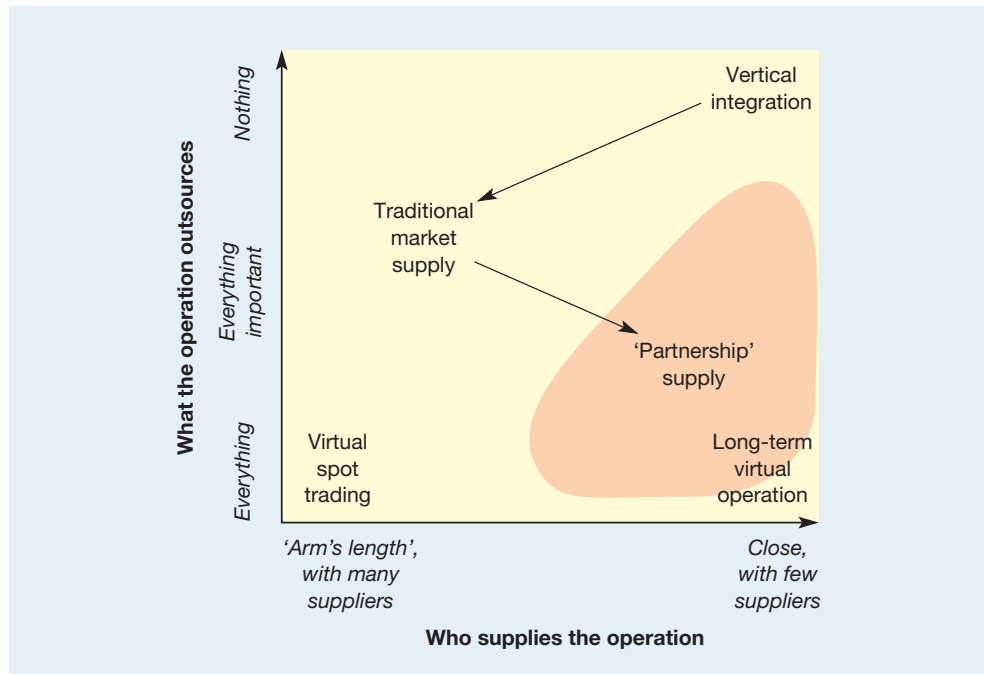 What the operation outsources
Nothing
Everything
important
Everything
Vertical
integration
Traditional
market
supply
‘Partnership’
supply
Virtual
spot
trading
Long-term
virtual
operation
‘Arm’s length’,
with many
suppliers
Close,
with few
suppliers
Who supplies the operation